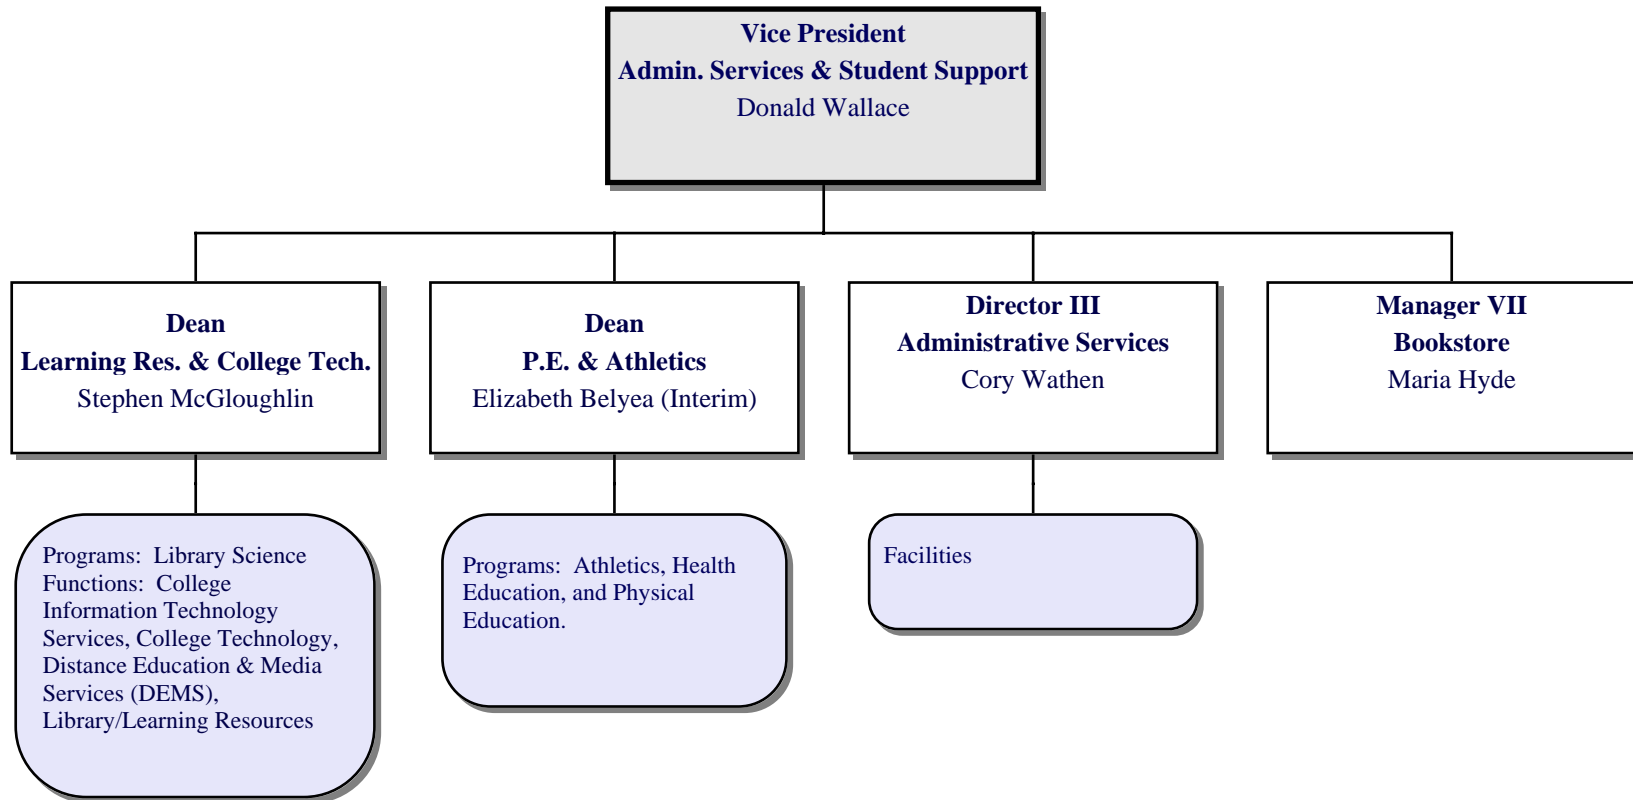 Vice President
Admin. Services & Student Support
Donald Wallace
Dean
Learning Res. & College Tech.
Stephen McGloughlin
Dean
P.E. & Athletics
Elizabeth Belyea (Interim)
Director III
Administrative Services
Cory Wathen
Manager VII
Bookstore
Maria Hyde
Programs:  Library Science
Functions:  College
Information Technology
Services, College Technology,
Distance Education & Media
Services (DEMS),
Library/Learning Resources
Programs:  Athletics, Health
Education, and Physical
Education.
Facilities